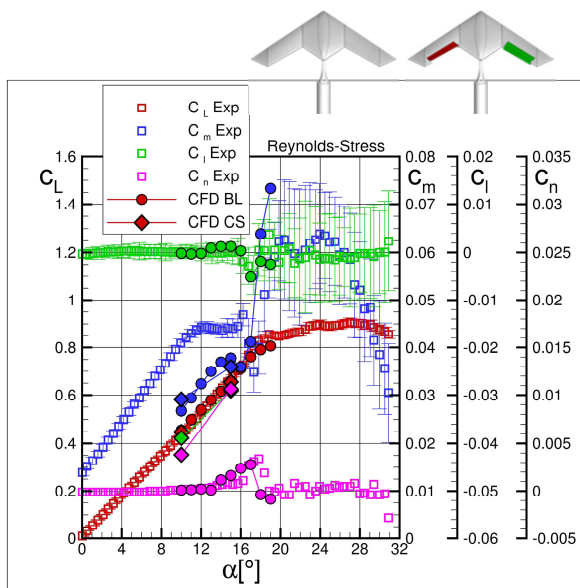 C L Exp
C m Exp
C l Exp
C n Exp
CFD BL
CFD CS
Reynolds-Stress
CL
Cm
Cl
Cn
1.6
1.4
1.2
1
0.8
0.6
0.4
0.2
0
0.08
0.07
0.06
0.05
0.04
0.03
0.02
0.01
0
0.02
0.01
0
-0.01
-0.02
-0.03
-0.04
-0.05
-0.06
0.035
0.03
0.025
0.02
0.015
0.01
0.005
0
-0.005
0 4 8 12 16 20 24 28 32
α[°]